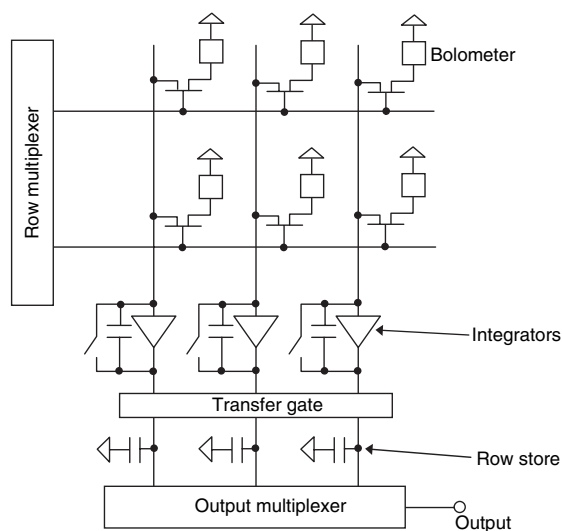 Bolometer
Row multiplexer
Integrators
Transfer gate
Row store
Output multiplexer
Output